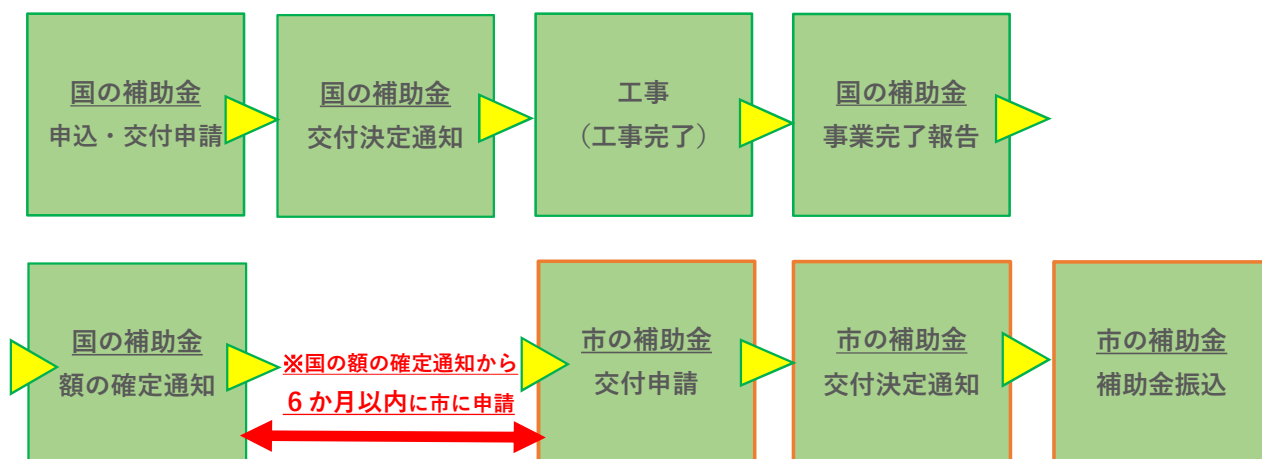 国の補助金
申込・交付申請
国の補助金
交付決定通知
工事
（工事完了）
国の補助金
事業完了報告
国の補助金
額の確定通知
※国の額の確定通知から
６か月以内に市に申請
市の補助金
交付申請
市の補助金
交付決定通知
市の補助金
補助金振込